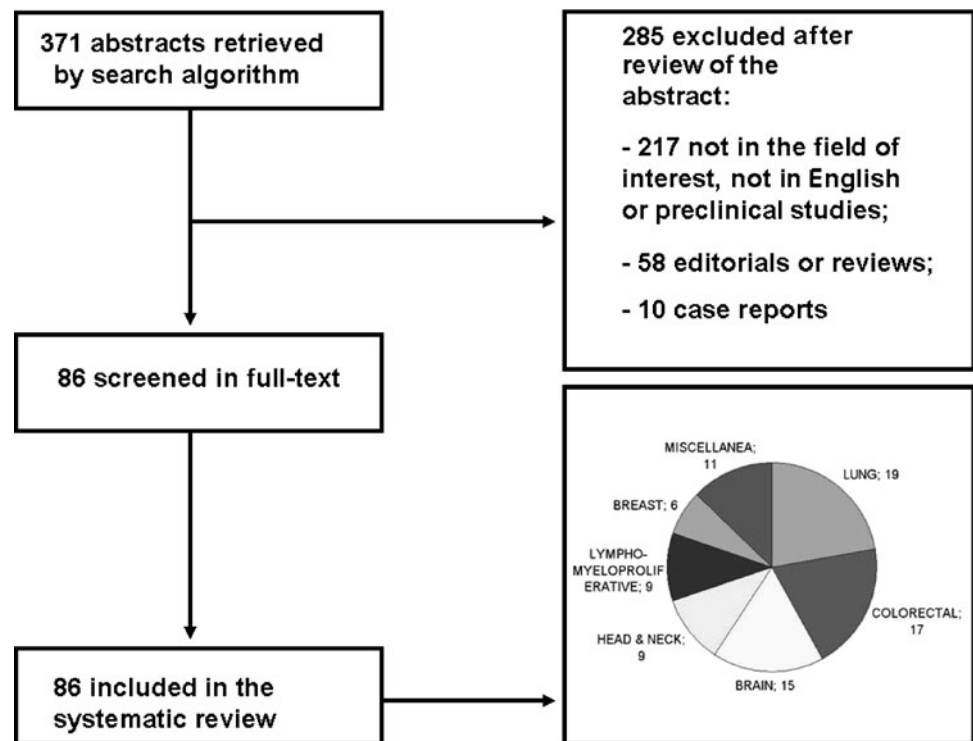 371 abstracts retrieved
by search algorithm
285 excluded after
review of the
abstract:
- 217 not in the field of
interest, not in English
or preclinical studies;
- 58 editorials or reviews;
- 10 case reports
86 screened in full-text
86 included in the
systematic review
MISCELLANEA;
11
LUNG; 19
BREAST; 6
LYMPHO-
MYELOPROLIF
ERATIVE; 9
COLORECTAL;
17
HEAD & NECK;
9
BRAIN; 15